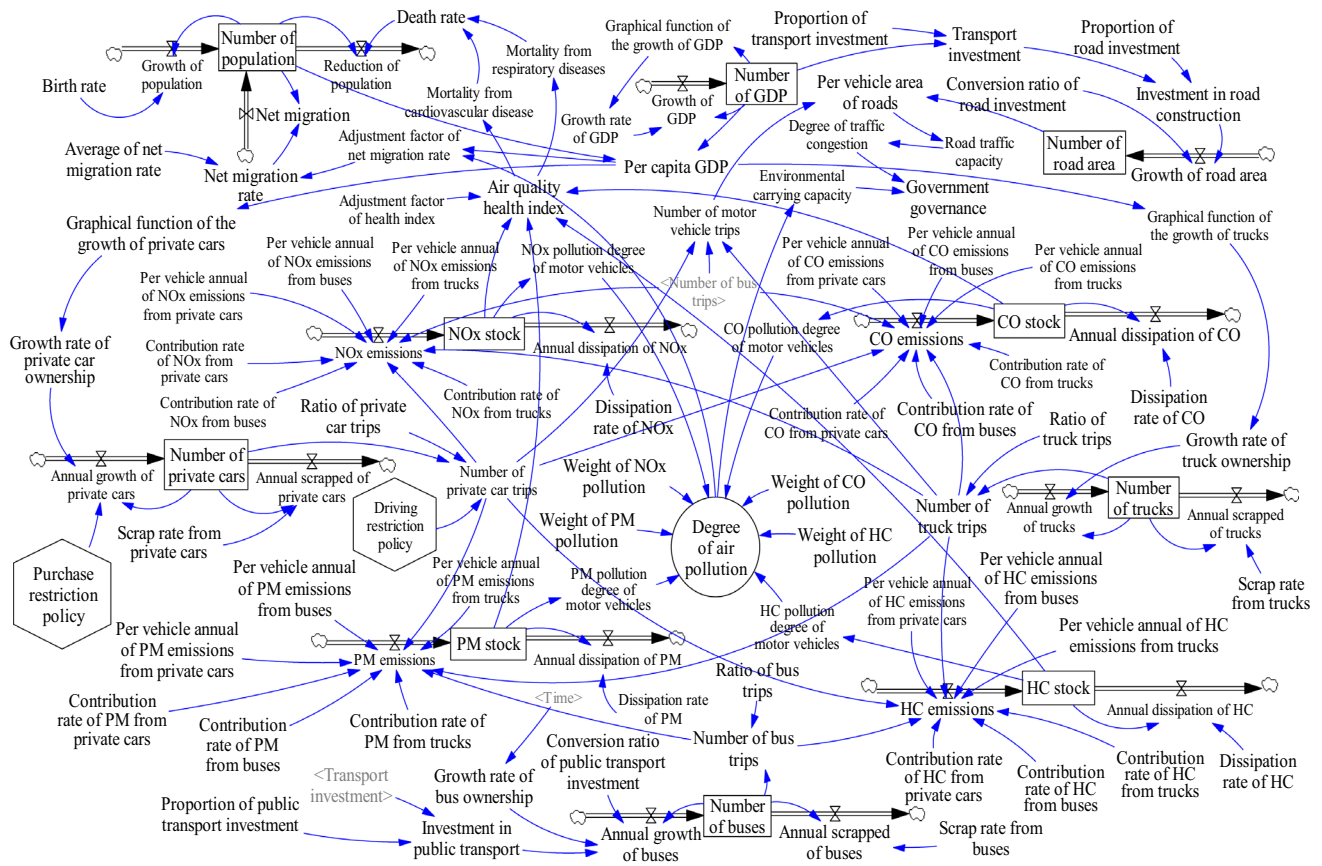 Death rate
Number of
population
Growth of
population
Reduction of
population
Birth rate
Net migration
Average of net
migration rate
Net migration
rate
Mortality from
respiratory diseases
Mortality from
cardiovascular disease
Adjustment factor of
net migration rate
Graphical function of
the growth of GDP
Growth rate
of GDP
Growth of
GDP
Number
of GDP
Per capita GDP
Proportion of
transport investment
Transport
investment
Proportion of
road investment
Per vehicle area
of roads
Conversion ratio of
road investment
Investment in road
construction
Degree of traffic
congestion
Road traffic
capacity
Number of
road area
Growth of road area
Environmental
carrying capacity
Government
governance
Air quality
health index
Adjustment factor
of health index
Number of motor
vehicle trips
Graphical function of
the growth of trucks
Graphical function of the
growth of private cars
Per vehicle annual
of NOx emissions
from buses
Per vehicle annual
of NOx emissions
from trucks
NOx pollution degree
of motor vehicles
Per vehicle annual
of CO emissions
from private cars
Per vehicle annual
of CO emissions
from buses
Per vehicle annual
of CO emissions
from trucks
Per vehicle annual
of NOx emissions
from private cars
<Number of bus
trips>
NOx stock
NOx emissions
Annual dissipation of NOx
CO pollution degree
of motor vehicles
CO stock
CO emissions
Annual dissipation of CO
Growth rate of
private car
ownership
Contribution rate
of NOx from
private cars
Contribution rate of
NOx from buses
Contribution rate of
NOx from trucks
Dissipation
rate of NOx
Contribution rate of
CO from private cars
Contribution rate of
CO from buses
Contribution rate of
CO from trucks
Dissipation
rate of CO
Ratio of private
car trips
Ratio of
truck trips
Growth rate of
truck ownership
Number of
private cars
Annual growth of
private cars
Annual scrapped of
private cars
Scrap rate from
private cars
Number of
private car trips
Driving
restriction
policy
Purchase
restriction
policy
Weight of NOx
pollution
Weight of CO
pollution
Weight of PM
pollution
Weight of HC
pollution
Degree
of air
pollution
Number of
truck trips
Annual growth
of trucks
Number
of trucks
Annual scrapped
of trucks
Scrap rate
from trucks
Per vehicle annual
of PM emissions
from buses
Per vehicle annual
of PM emissions
from trucks
PM pollution
degree of
motor vehicles
Per vehicle annual
of HC emissions
from private cars
Per vehicle annual
of HC emissions
from buses
HC pollution
degree of
motor vehicles
Per vehicle annual of HC
emissions from trucks
Per vehicle annual
of PM emissions
from private cars
PM stock
PM emissions
Annual dissipation of PM
Contribution
rate of PM from
private cars
Contribution
rate of PM
from buses
Contribution rate of
PM from trucks
Dissipation rate
of PM
<Time>
Ratio of bus
trips
HC stock
HC emissions
Annual dissipation of HC
Number of bus
trips
Contribution rate
of HC from
private cars
Contribution
rate of HC
from buses
Contribution
rate of HC
from trucks
Dissipation
rate of HC
<Transport
investment>
Growth rate of
bus ownership
Conversion ratio
of public transport
investment
Proportion of public
transport investment
Investment in
public transport
Annual growth
of buses
Number
of buses
Annual scrapped
of buses
Scrap rate from
buses